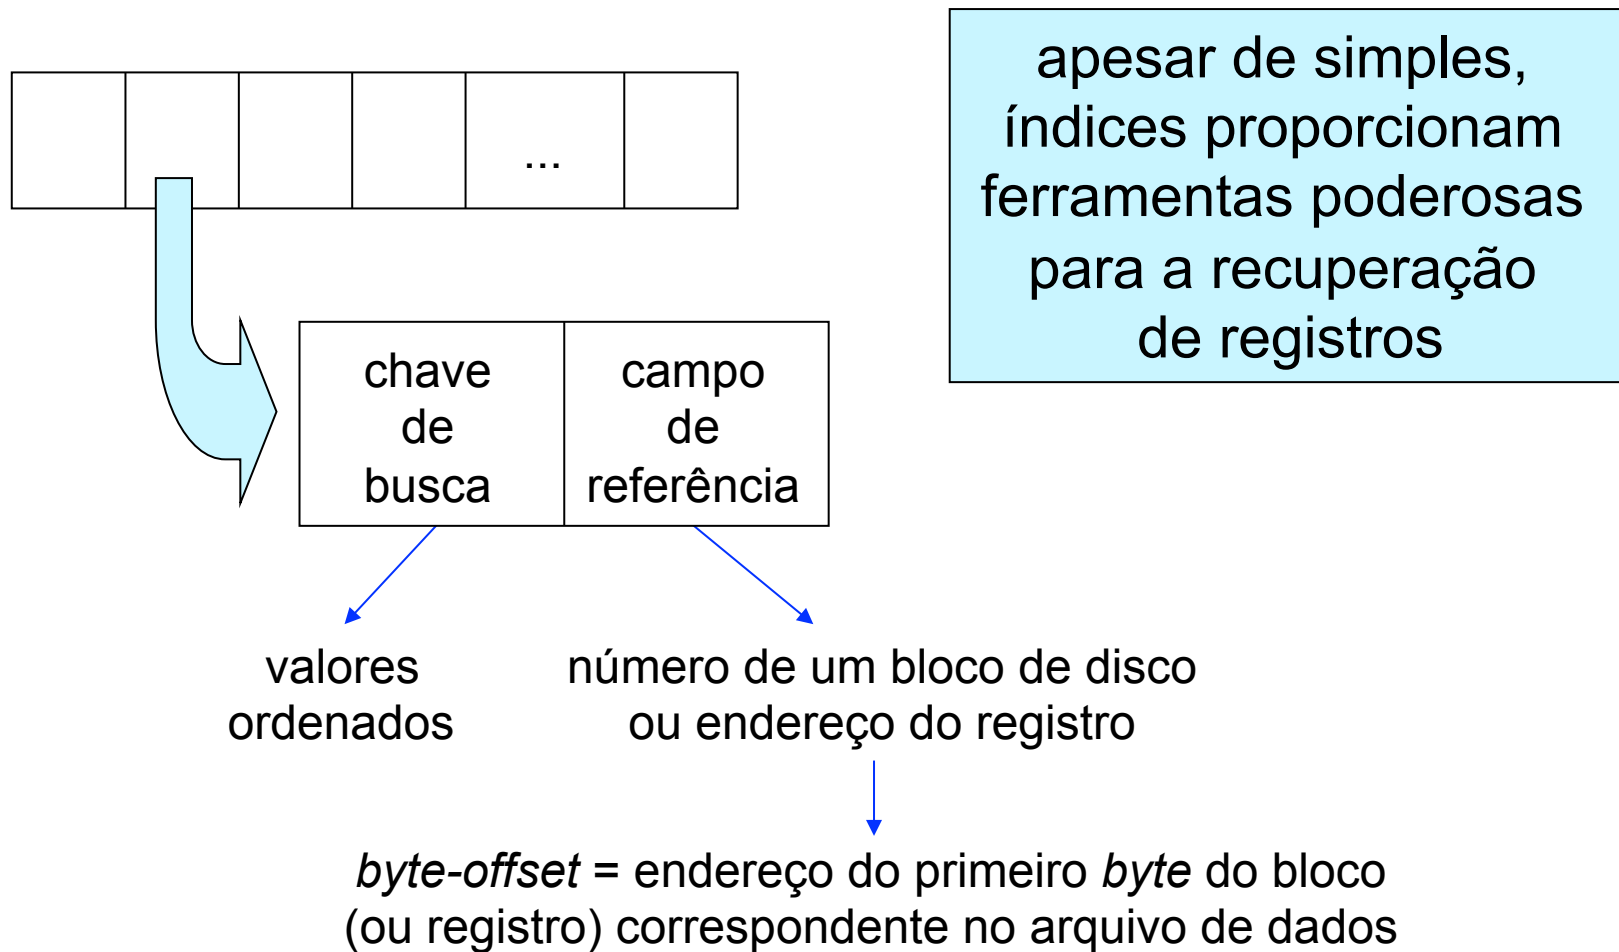 ...
apesar de simples,
índices proporcionam
ferramentas poderosas
para a recuperação
de registros
chave
de
busca
campo
de
referência
valores
ordenados
número de um bloco de disco
ou endereço do registro
byte-offset = endereço do primeiro byte do bloco
(ou registro) correspondente no arquivo de dados